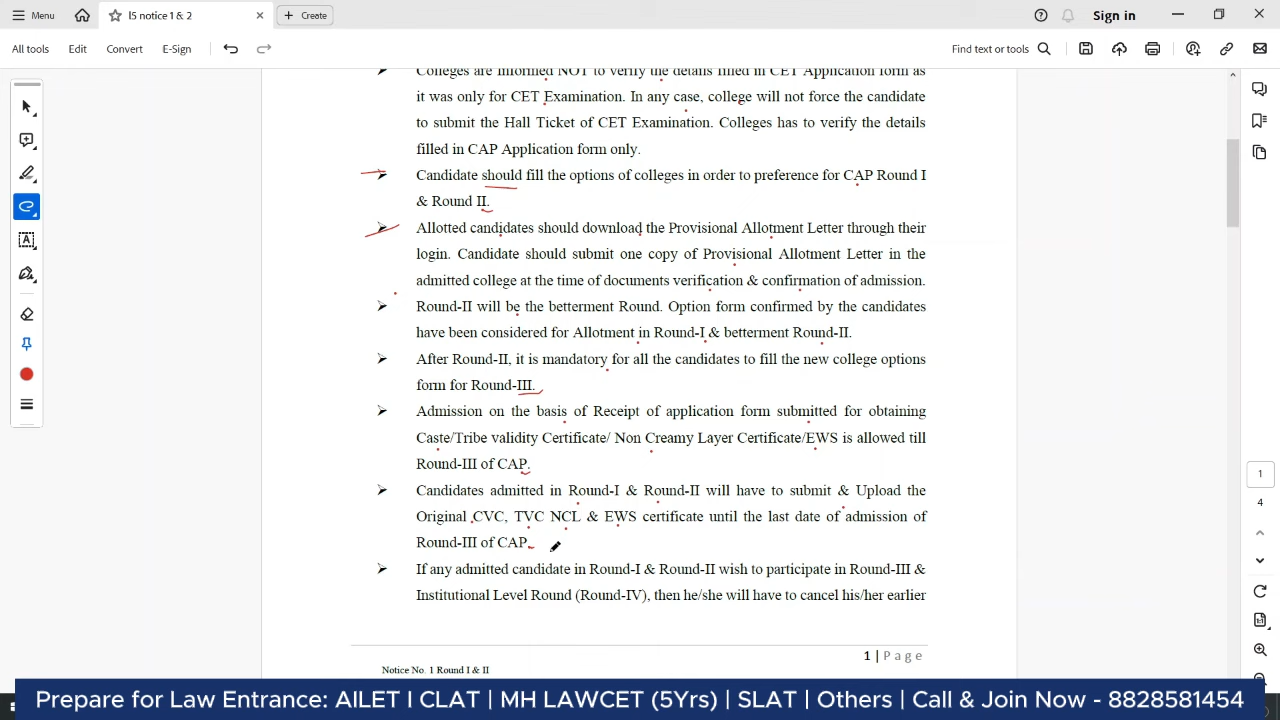 Menu
l5 notice 1 & 2
Create
Sign in
All tools
Edit
Convert
E-Sign
Find text or tools
Colleges are informed NOT to verify the details filled in CET Application form as
it was only for CET Examination. In any case, college will not force the candidate
to submit the Hall Ticket of CET Examination. Colleges has to verify the details
filled in CAP Application form only.
Candidate should fill the options of colleges in order to preference for CAP Round I
& Round II.
Allotted candidates should download the Provisional Allotment Letter through their
login. Candidate should submit one copy of Provisional Allotment Letter in the
admitted college at the time of documents verification & confirmation of admission.
Round-II will be the betterment Round. Option form confirmed by the candidates
have been considered for Allotment in Round-I & betterment Round-II.
After Round-II, it is mandatory for all the candidates to fill the new college options
form for Round-III.
Admission on the basis of Receipt of application form submitted for obtaining
Caste/Tribe validity Certificate/ Non Creamy Layer Certificate/EWS is allowed till
Round-III of CAP.
Candidates admitted in Round-I & Round-II will have to submit & Upload the
Original CVC, TVC NCL & EWS certificate until the last date of admission of
Round-III of CAP.
If any admitted candidate in Round-I & Round-II wish to participate in Round-III &
Institutional Level Round (Round-IV), then he/she will have to cancel his/her earlier
1 | Page
Notice No. 1 Round I & II
1
4
Prepare for Law Entrance: AILET I CLAT | MH LAWCET (5Yrs) | SLAT | Others | Call & Join Now - 8828581454